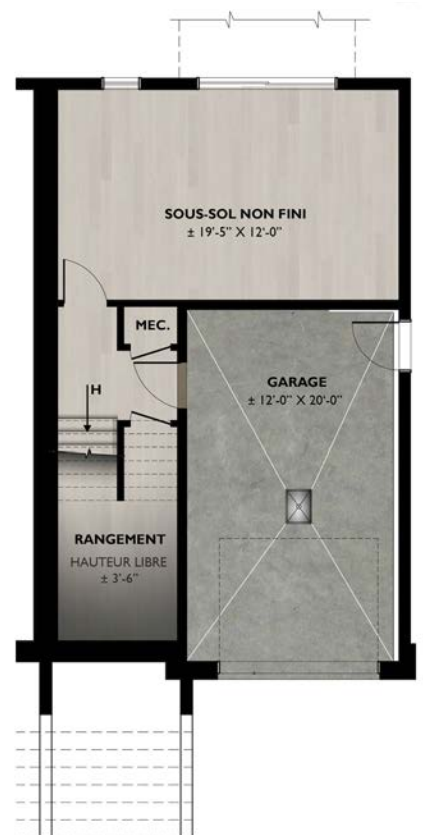 SOUS-SOL NON FINI
± 19'-5" X 12'-0"
MEC.
H
GARAGE
± 12'-0" X 20'-0"
RANGEMENT
HAUTEUR LIBRE
± 3'-6"